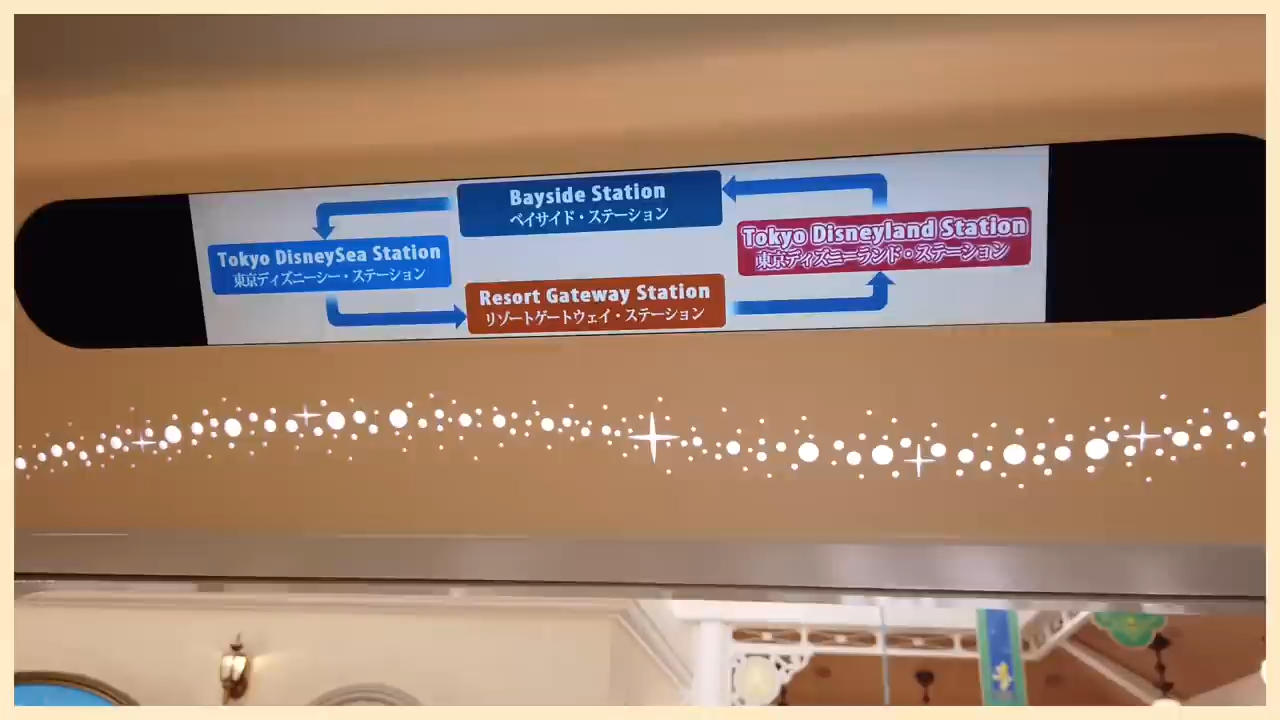 Bayside Station
ベイサイド・ステーション
Tokyo Disneyland Station
東京ディズニーランド・ステーション
Tokyo DisneySea Station
東京ディズニーシー・ステーション
Resort Gateway Station
リゾートゲートウェイ・ステーション